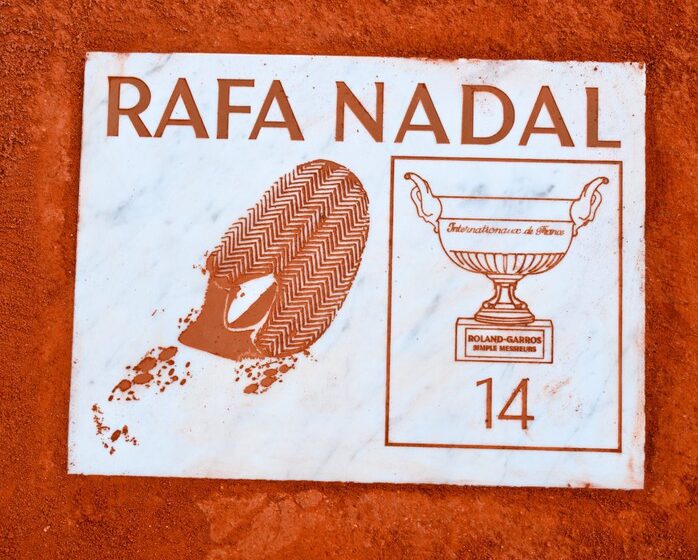 RAFA NADAL
Internationaux de France
ROLAND-GARROS
SIMPLE MESSIEURS
14